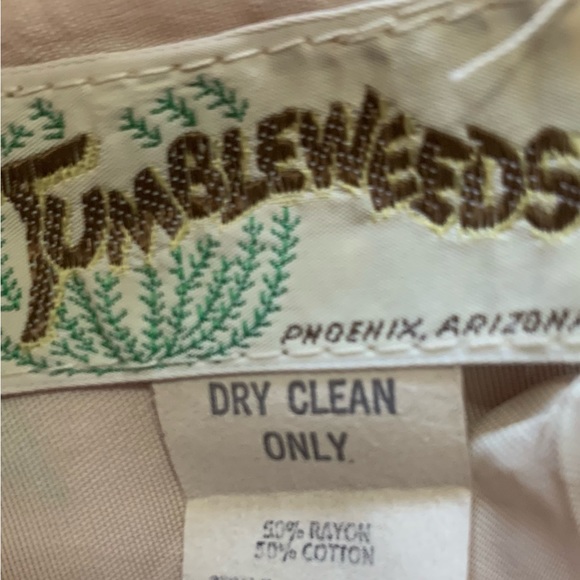 TUMBLEWEEDS
PHOENIX, ARIZONA
DRY CLEAN
ONLY.
50% RAYON
50% COTTON